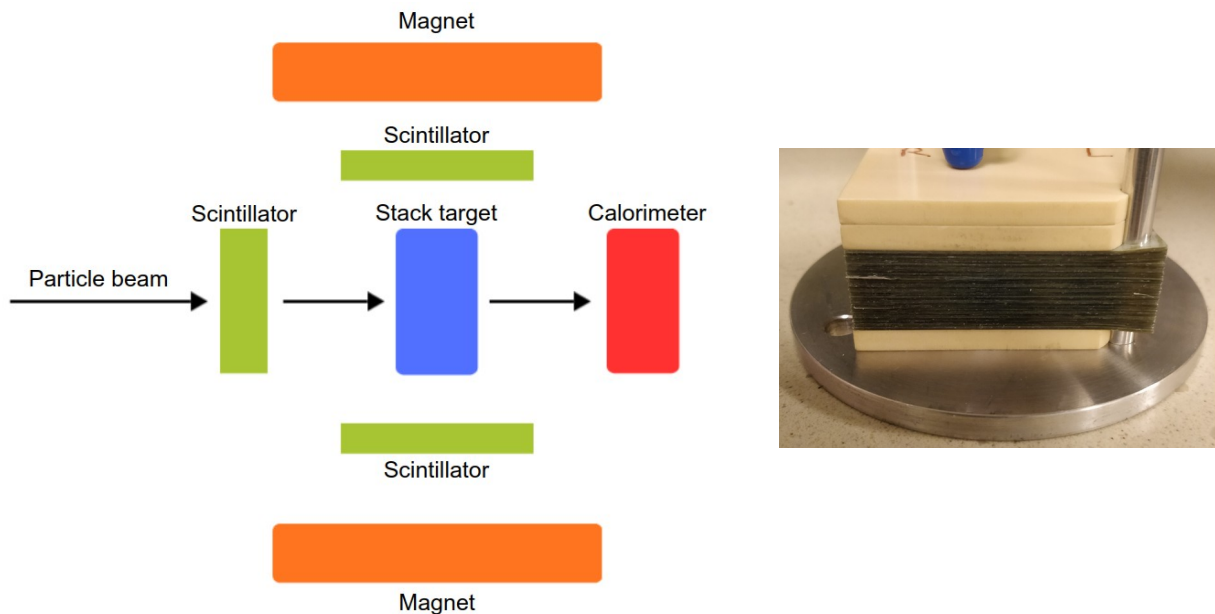 Magnet
Scintillator
Scintillator
Stack target
Calorimeter
Particle beam
Scintillator
Magnet